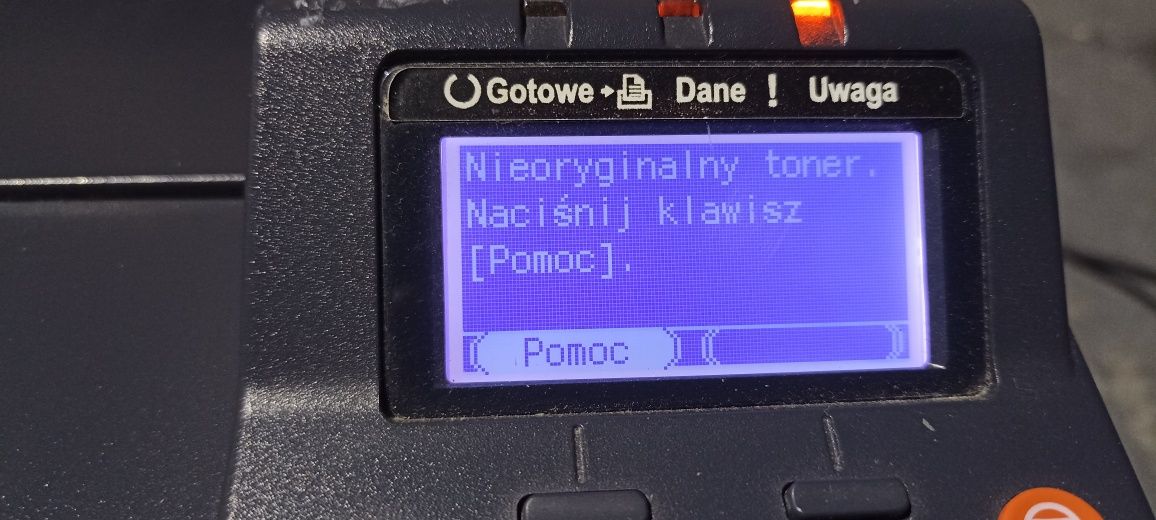 Gotowe Dane ! Uwaga
Nieoryginalny toner.
Naciśnij klawisz
[Pomoc].
Pomoc